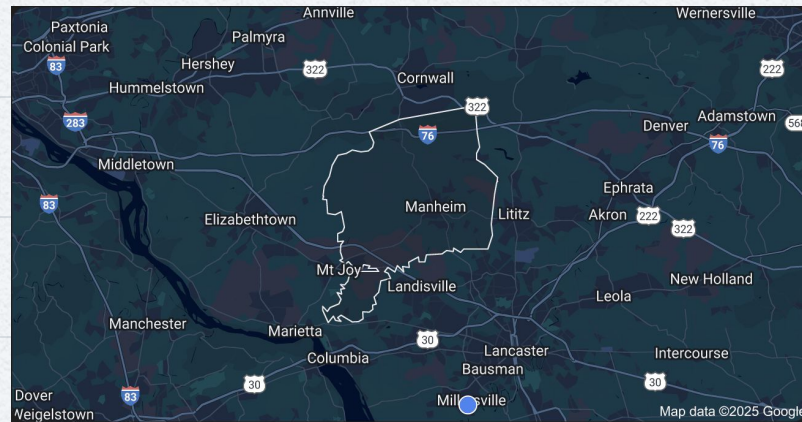 Annville
Wernersville
Paxtonia
Colonial Park
Palmyra
83
Hershey
322
222
Cornwall
Hummelstown
322
283
76
Adamstown
Denver
76
Middletown
Ephrata
83
Manheim
Lititz
Akron
222
Elizabethtown
322
Mt Joy
New Holland
Landisville
Leola
Manchester
Marietta
30
Lancaster
Intercourse
Columbia
Bausman
30
30
Dover
83
Weigelstown
Map data ©2025 Google